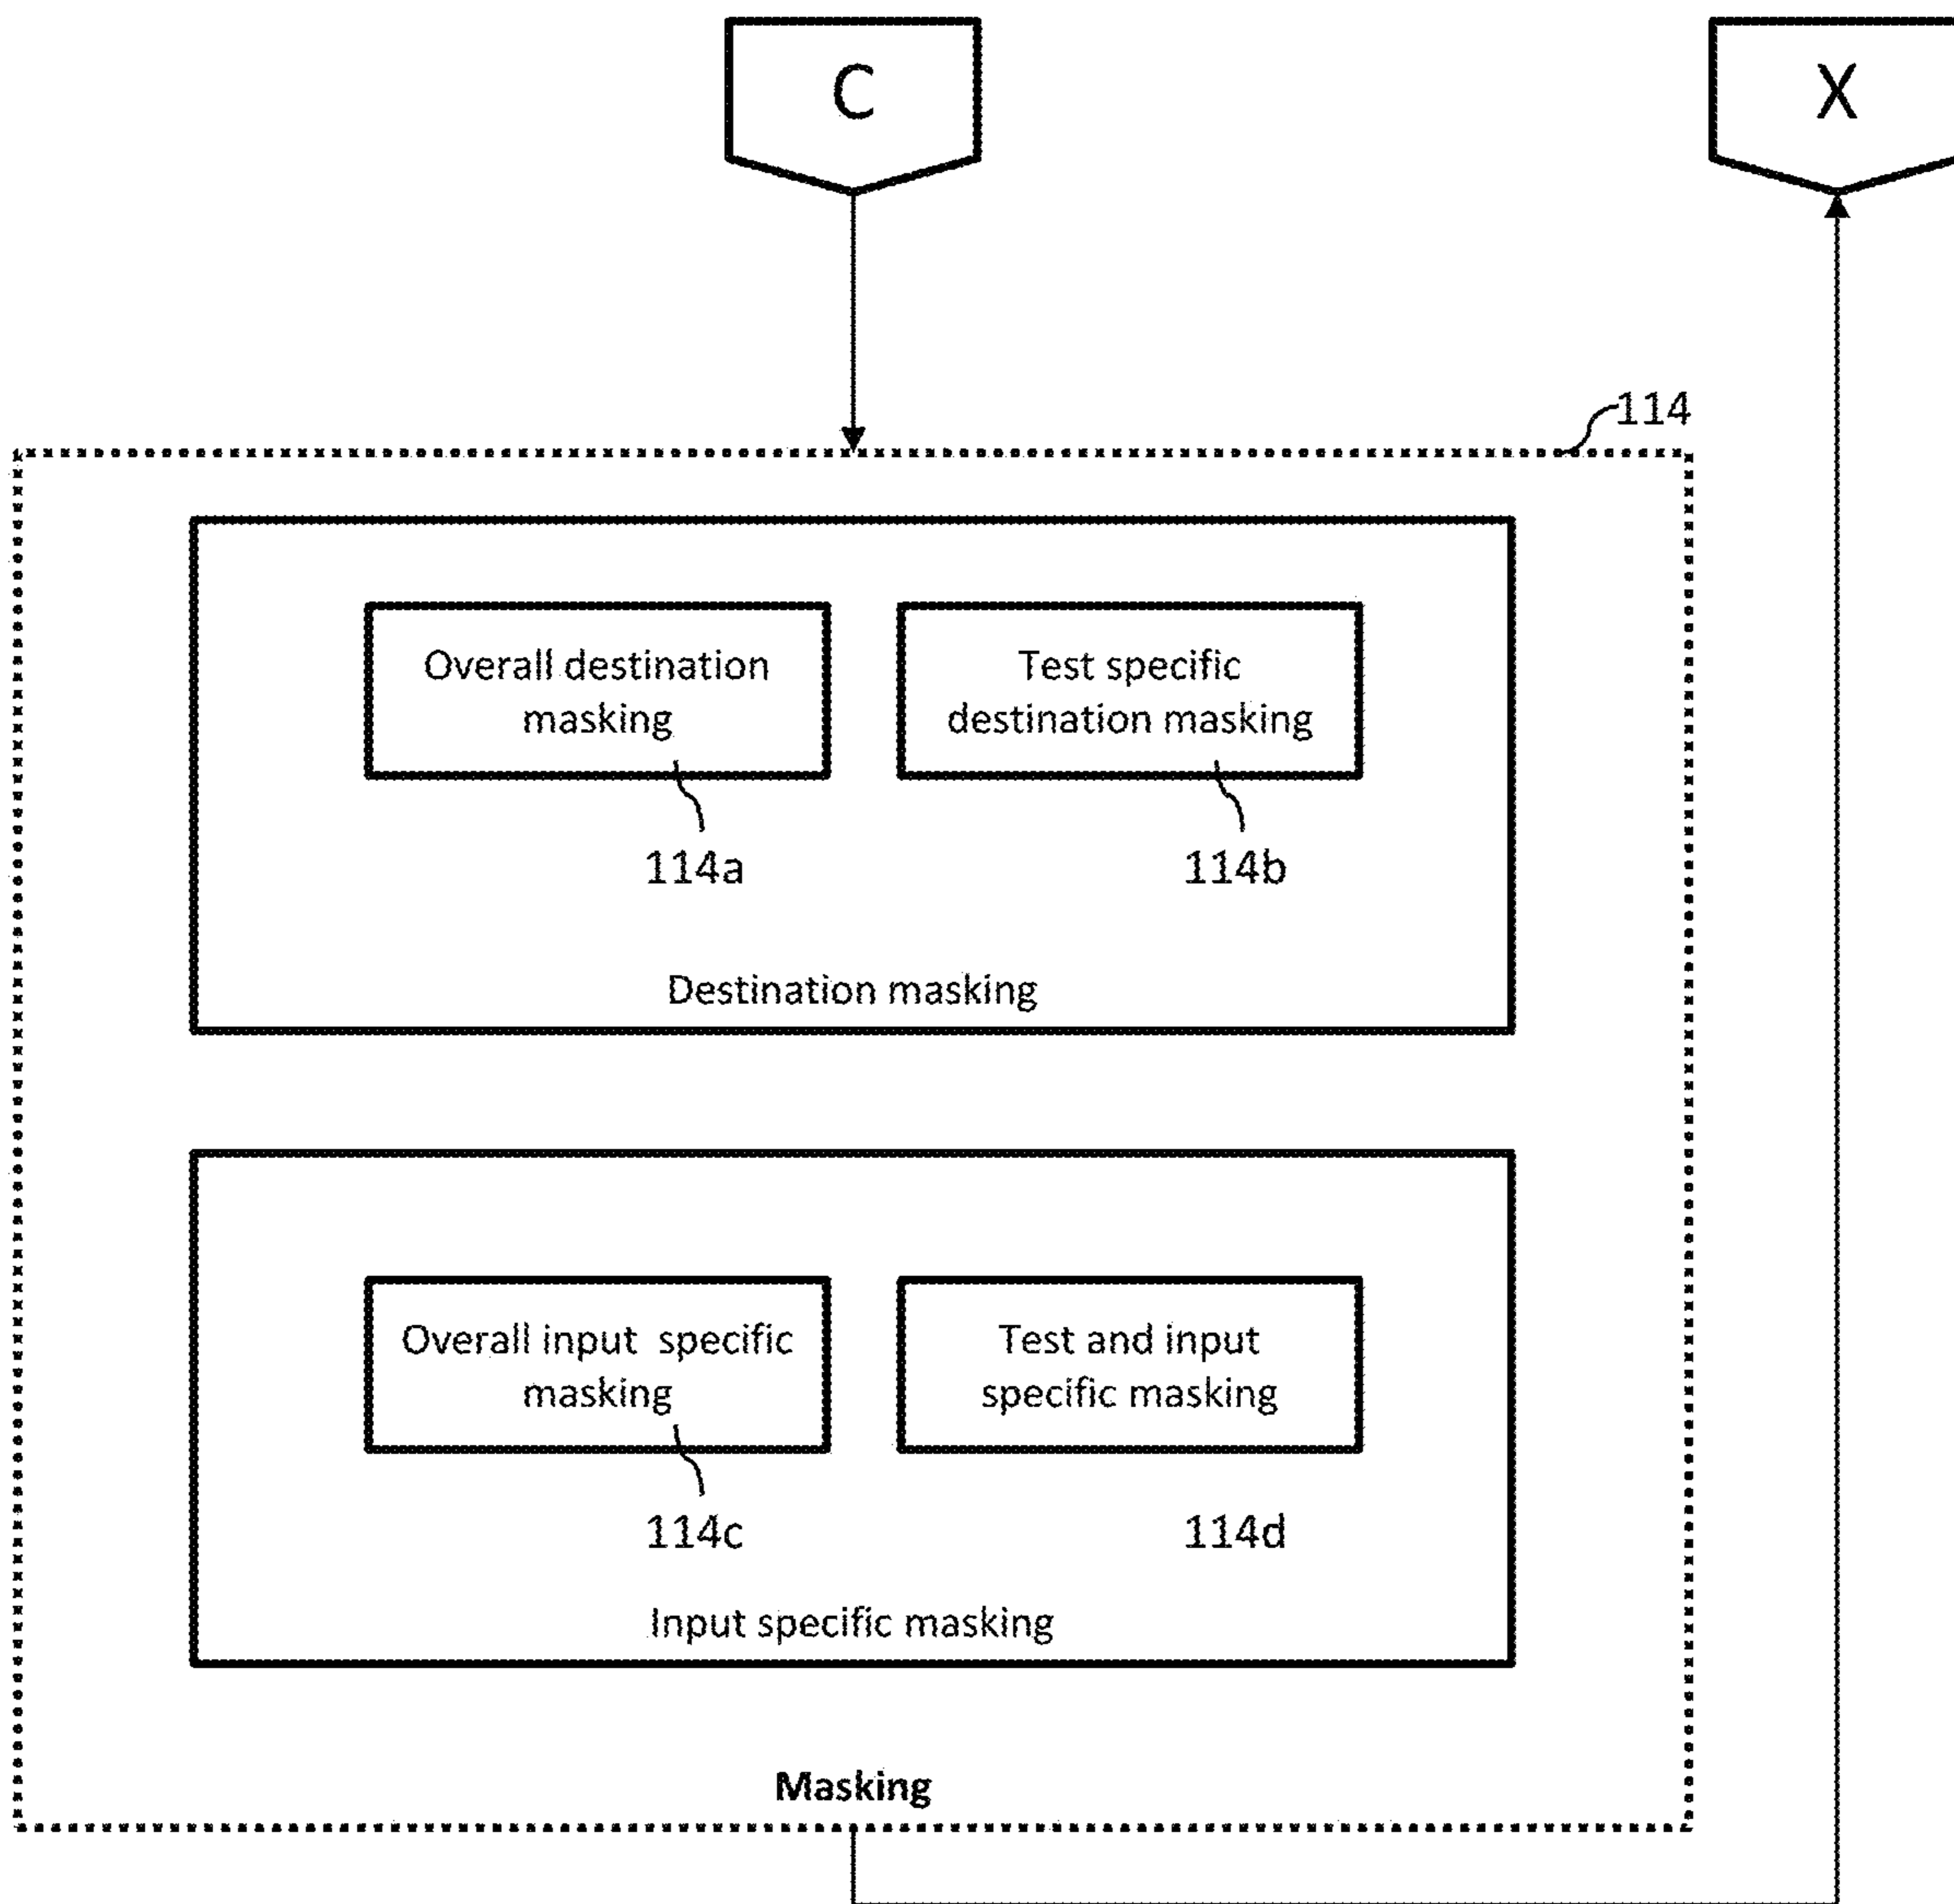 C
X
114
Overall destination
masking
Test specific
destination masking
114a
114b
Destination masking
Overall input specific
masking
Test and input
specific masking
114c
114d
Input specific masking
Masking